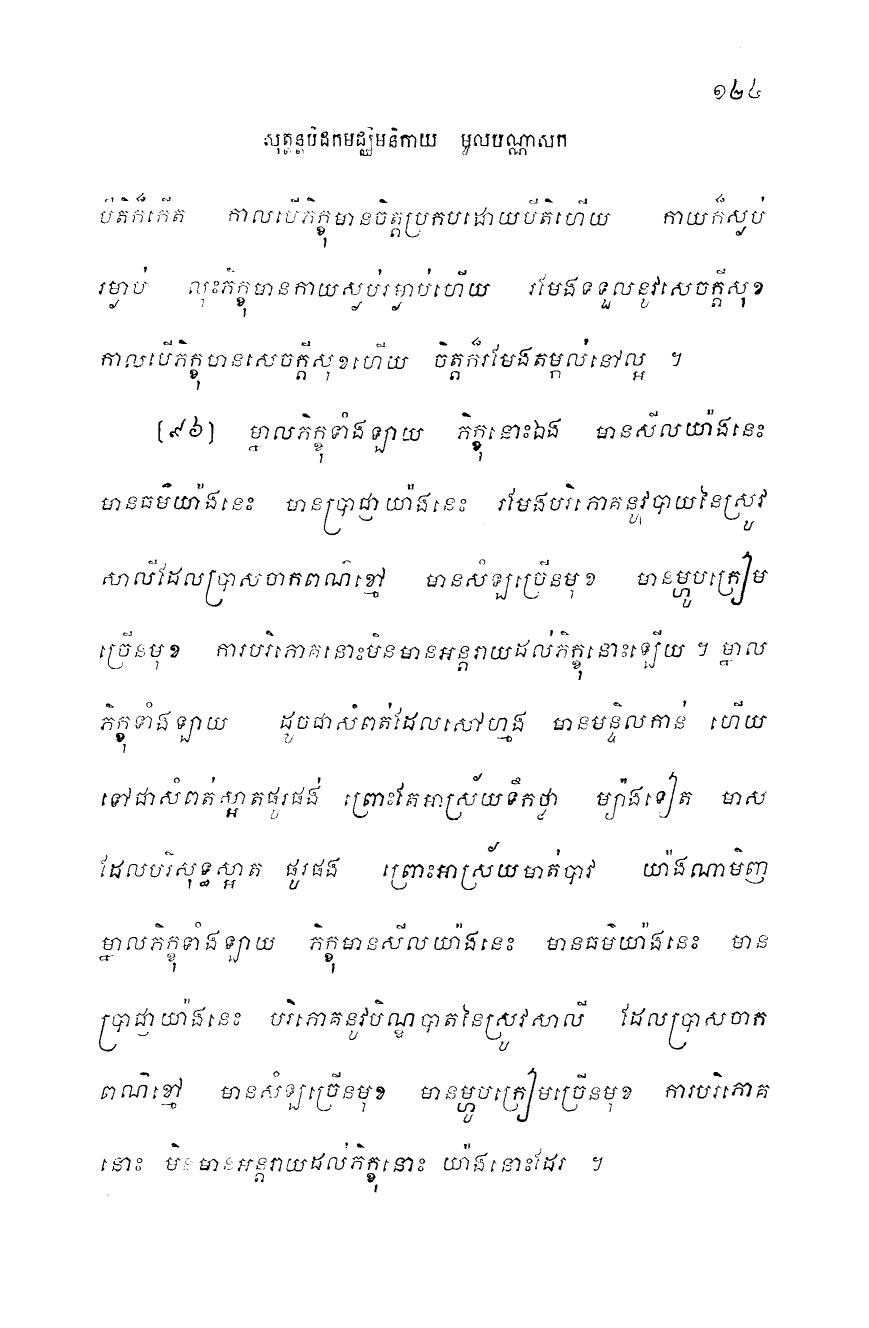 ១២៤
សុត្តន្តបិដកមជ្ឈិមនិកាយ មូលបណ្ណាសក
បីតិក៏កើត កាលបើភិក្ខុមានចិត្តប្រកបដោយបីតិហើយ កាយក៏ស្ងប់
រម្ងាប់ លុះភិក្ខុមានកាយស្ងប់រម្ងាប់ហើយ រមែងទទួលនូវសេចក្តីសុខ
កាលបើភិក្ខុមានសេចក្តីសុខហើយ ចិត្តក៏រមែងតម្កល់នៅល្អ ។
[៩៦] ម្នាលភិក្ខុទាំងឡាយ ភិក្ខុនោះឯង មានសីលយ៉ាងនេះ
មានធម៌យ៉ាងនេះ មានប្រាជ្ញាយ៉ាងនេះ រមែងបរិភោគនូវបាយនៃស្រូវ
សាលីដែលប្រាសចាកពណ៌ខ្មៅ មានសំឡច្រើនមុខ មានម្ហូបគ្រៀម
ច្រើនមុខ ការបរិភោគនោះមិនមានអន្តរាយដល់ភិក្ខុនោះឡើយ ។ ម្នាល
ភិក្ខុទាំងឡាយ ដូចជាសំពត់ដែលសៅហ្មង មានមន្ទិលកាន់ ហើយ
ទៅជាសំពត់ស្អាតផូរផង់ ព្រោះតែអាស្រ័យទឹកថ្លា ម្យ៉ាងទៀត មាស
ដែលបរិសុទ្ធស្អាត ផូរផង ព្រោះអាស្រ័យមាត់បាវ យ៉ាងណាមិញ
ម្នាលភិក្ខុទាំងឡាយ ភិក្ខុមានសីលយ៉ាងនេះ មានធម៌យ៉ាងនេះ មាន
ប្រាជ្ញាយ៉ាងនេះ បរិភោគនូវបិណ្ឌបាតនៃស្រូវសាលី ដែលប្រាសចាក
ពណ៌ខ្មៅ មានសំឡច្រើនមុខ មានម្ហូបគ្រៀមច្រើនមុខ ការបរិភោគ
នោះ មិនមានអន្តរាយដល់ភិក្ខុនោះ យ៉ាងនោះដែរ ។